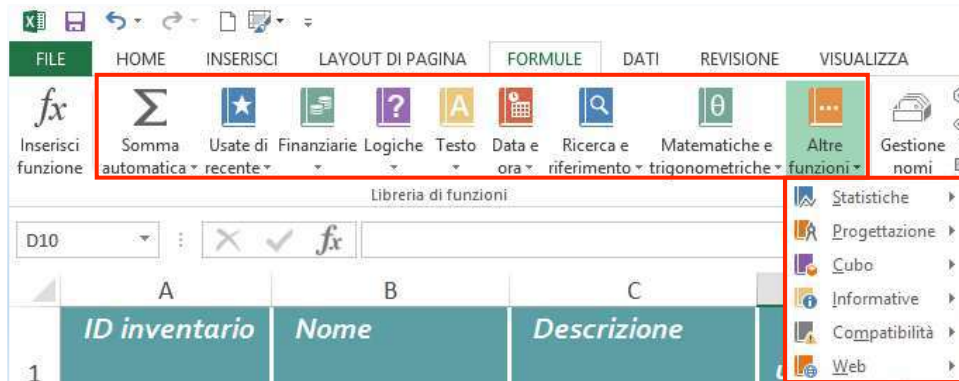 FILE HOME INSERISCI LAYOUT DI PAGINA FORMULE DATI REVISIONE VISUALIZZA
fx Σ ? A θ
Inserisci Somma Usate di Finanziarie Logiche Testo Data e Ricerca e Matematiche e Altre Gestione
funzione automatica recente ora riferimento trigonometriche funzioni nomi
Libreria di funzioni
Statistiche
D10 fx
Progettazione
Cubo
A B C
Informative
ID inventario Nome Descrizione
Compatibilità
1
Web